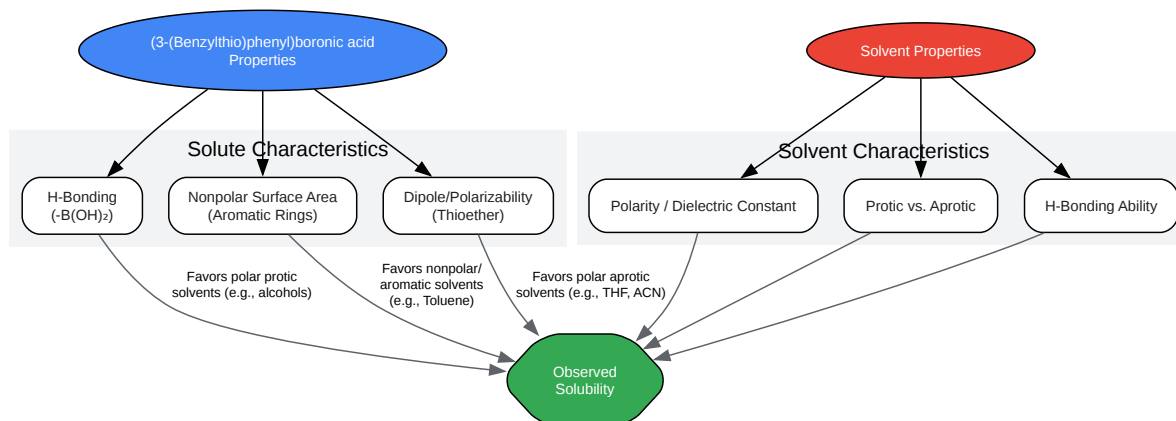 (3-(Benzylthio)phenyl)boronic acid
Properties
Solvent Properties
Solute Characteristics
Solvent Characteristics
H-Bonding
(-B(OH)₂)
Nonpolar Surface Area
(Aromatic Rings)
Dipole/Polarizability
(Thioether)
Polarity / Dielectric Constant
Protic vs. Aprotic
H-Bonding Ability
Favors polar protic
solvents (e.g., alcohols)
Favors nonpolar/
aromatic solvents
(e.g., Toluene)
Favors polar aprotic
solvents (e.g., THF, ACN)
Observed
Solubility